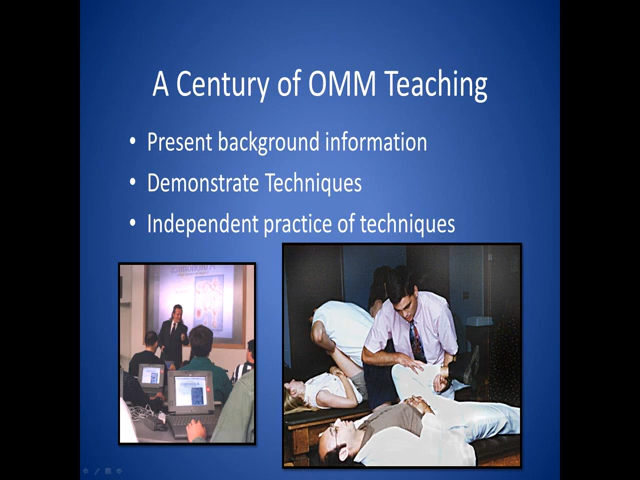 A Century of OMM Teaching
• Present background information
• Demonstrate Techniques
• Independent practice of techniques